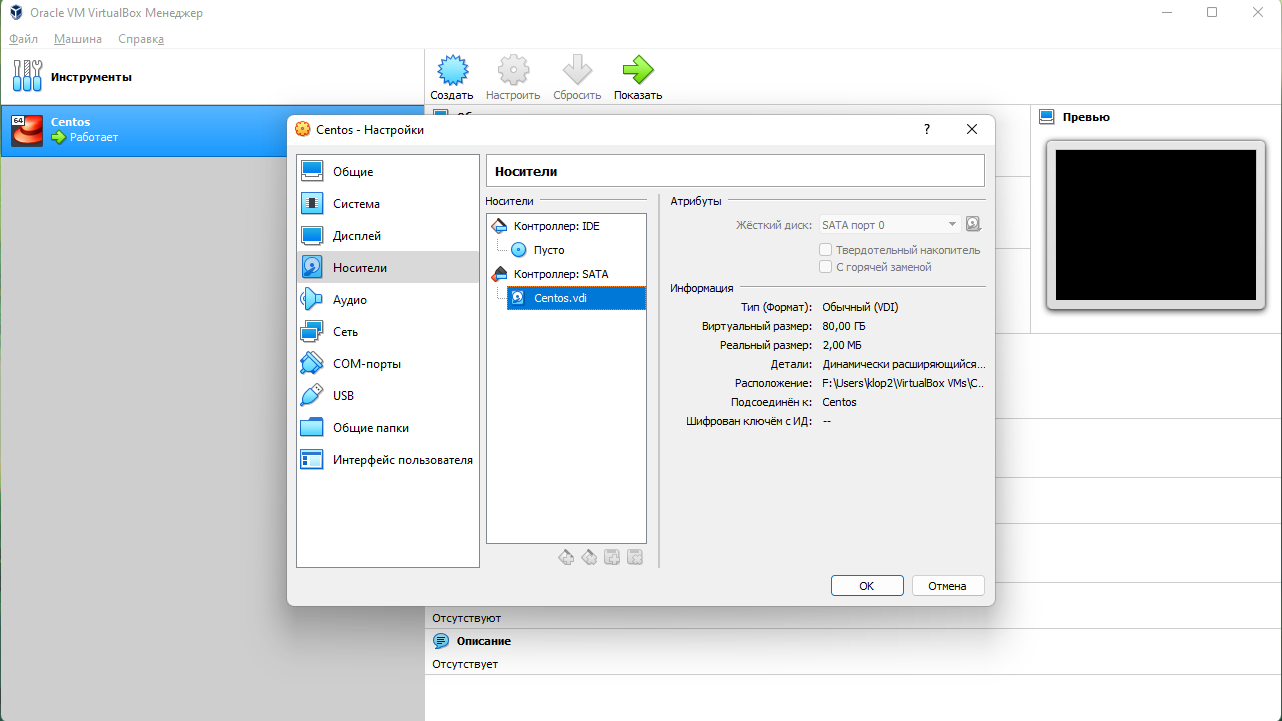 Oracle VM VirtualBox Менеджер
Файл Машина Справка
Инструменты
Создать Настроить Сбросить Показать
64
Centos
Работает
Превью
Centos - Настройки
?
Общие
Система
Дисплей
Носители
Аудио
Сеть
COM-порты
USB
Общие папки
Интерфейс пользователя
Носители
Носители
Контроллер: IDE
Пусто
Контроллер: SATA
Centos.vdi
Атрибуты
Жёсткий диск: SATA порт 0
Твердотельный накопитель
С горячей заменой
Информация
Тип (Формат): Обычный (VDI)
Виртуальный размер: 80,00 ГБ
Реальный размер: 2,00 МБ
Детали: Динамически расширяющийся...
Расположение: F:\Users\klop2\VirtualBox VMs\C...
Подсоединён к: Centos
Шифрован ключём с ИД: --
OK Отмена
Отсутствуют
Описание
Отсутствует